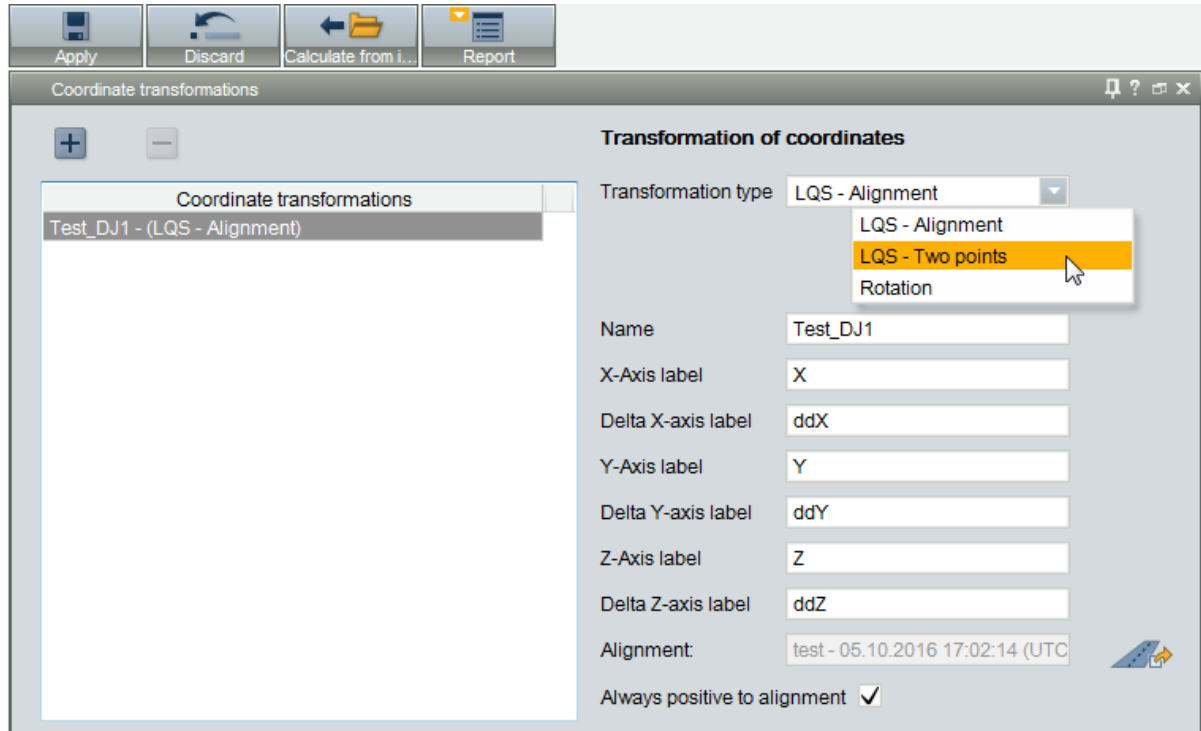 Apply Discard Calculate from i... Report
Coordinate transformations ?
Transformation of coordinates
Coordinate transformations
Test_DJ1 - (LQS - Alignment)
Transformation type LQS - Alignment
LQS - Alignment
LQS - Two points
Rotation
Name Test_DJ1
X-Axis label X
Delta X-axis label ddX
Y-Axis label Y
Delta Y-axis label ddY
Z-Axis label Z
Delta Z-axis label ddZ
Alignment: test - 05.10.2016 17:02:14 (UTC
Always positive to alignment